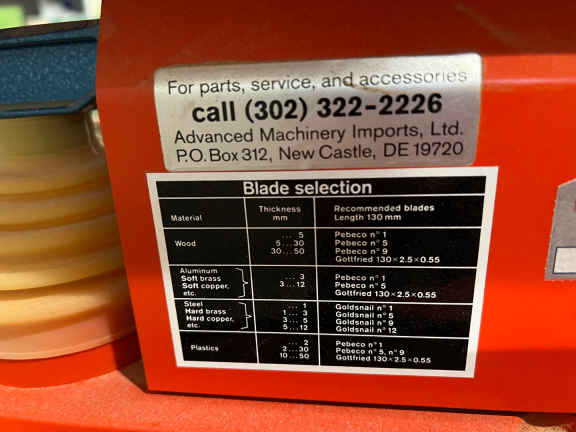 For parts, service, and accessories
call (302) 322-2226
Advanced Machinery Imports, Ltd.
P.O. Box 312, New Castle, DE 19720
Blade selection
Material
Thickness
mm
Recommended blades
Length 130 mm
Wood
... 5
5...30
30...50
Pebeco n° 1
Pebeco n° 5
Pebeco n° 9
Gottfried 130×2.5×0.55
Aluminum
Soft brass
Soft copper,
etc.
... 3
3...12
Pebeco n° 1
Pebeco n° 5
Gottfried 130×2.5×0.55
Steel
Hard brass
Hard copper,
etc.
... 1
1... 3
3... 5
5...12
Goldsnail n° 1
Goldsnail n° 5
Goldsnail n° 9
Goldsnail n° 12
Plastics
... 2
2...30
10...50
Pebeco n° 1
Pebeco n° 5, n° 9
Gottfried 130×2.5×0.55